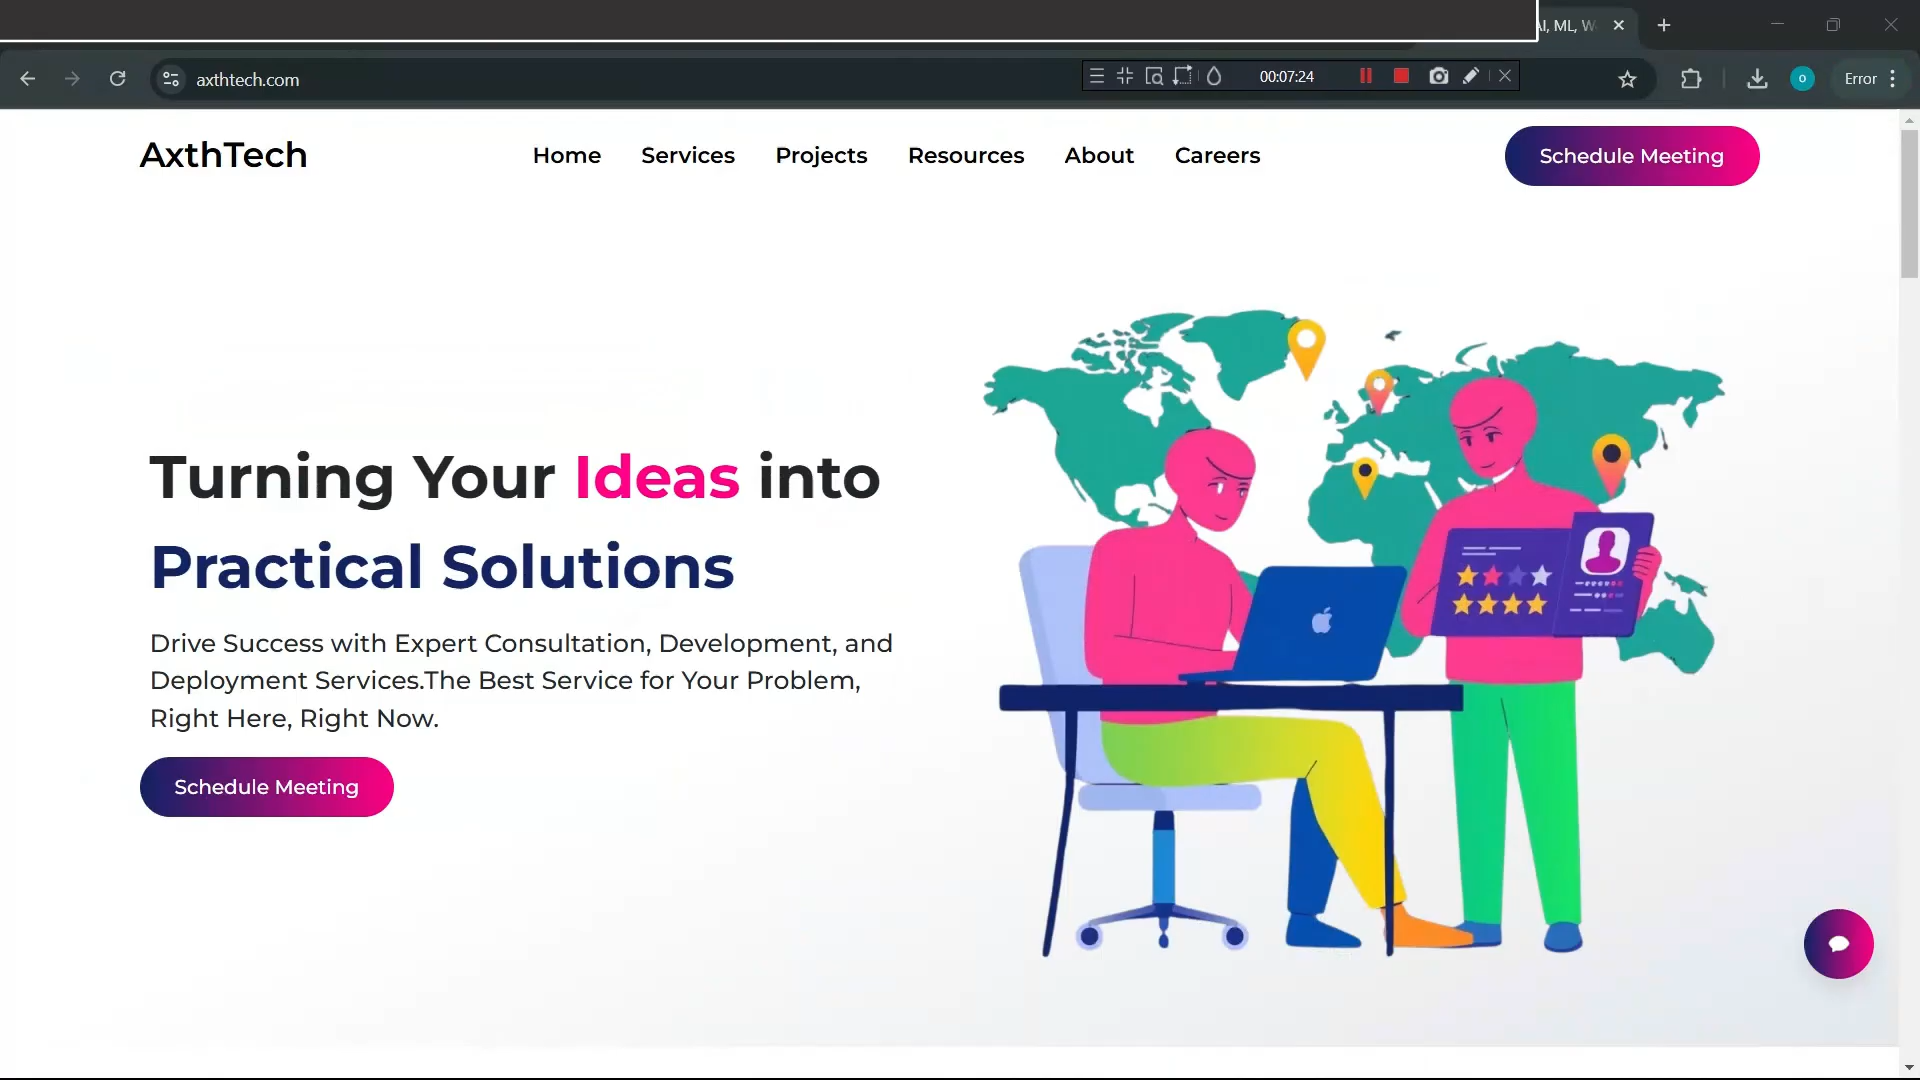 AI, ML, W
axthtech.com
00:07:24
o
Error
AxthTech
Home
Services
Projects
Resources
About
Careers
Schedule Meeting
Turning Your Ideas into
Practical Solutions
Drive Success with Expert Consultation, Development, and
Deployment Services.The Best Service for Your Problem,
Right Here, Right Now.
Schedule Meeting